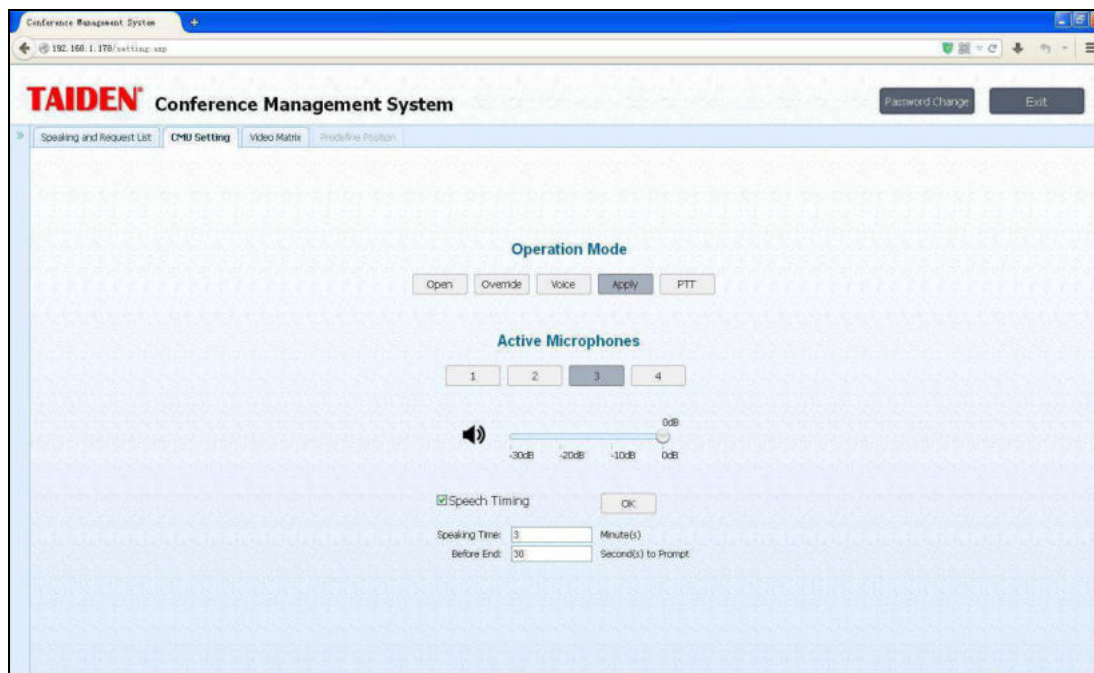 Conference Management System
192.168.1.178/setting.asp
TAIDEN® Conference Management System
Password Change
Exit
Speaking and Request List
CMU Setting
Video Matrix
Predefine Position
Operation Mode
Open Override Voice Apply PTT
Active Microphones
1 2 3 4
0dB
-30dB -20dB -10dB 0dB
Speech Timing OK
Speaking Time: 3 Minute(s)
Before End: 30 Second(s) to Prompt